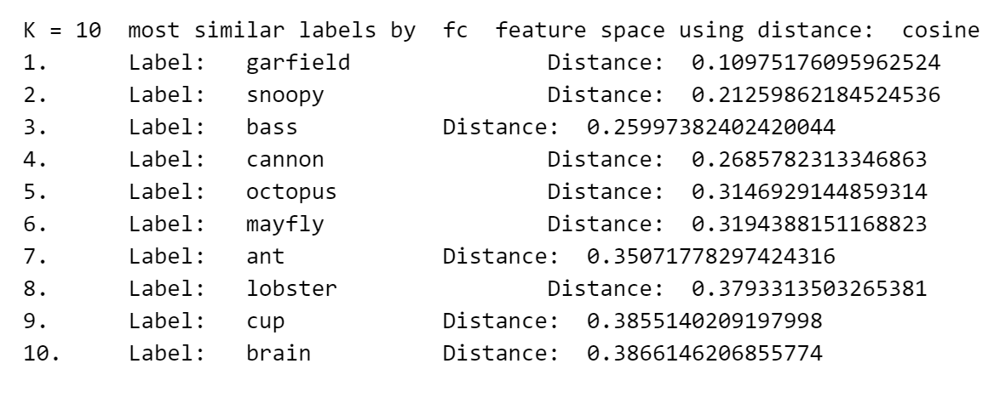 K = 10  most similar labels by  fc  feature space using distance:  cosine
1.      Label:   garfield               Distance:  0.10975176095962524
2.      Label:   snoopy                 Distance:  0.21259862184524536
3.      Label:   bass           Distance:  0.25997382402420044
4.      Label:   cannon                 Distance:  0.2685782313346863
5.      Label:   octopus                Distance:  0.3146929144859314
6.      Label:   mayfly                 Distance:  0.3194388151168823
7.      Label:   ant            Distance:  0.35071778297424316
8.      Label:   lobster                Distance:  0.3793313503265381
9.      Label:   cup            Distance:  0.3855140209197998
10.     Label:   brain          Distance:  0.3866146206855774